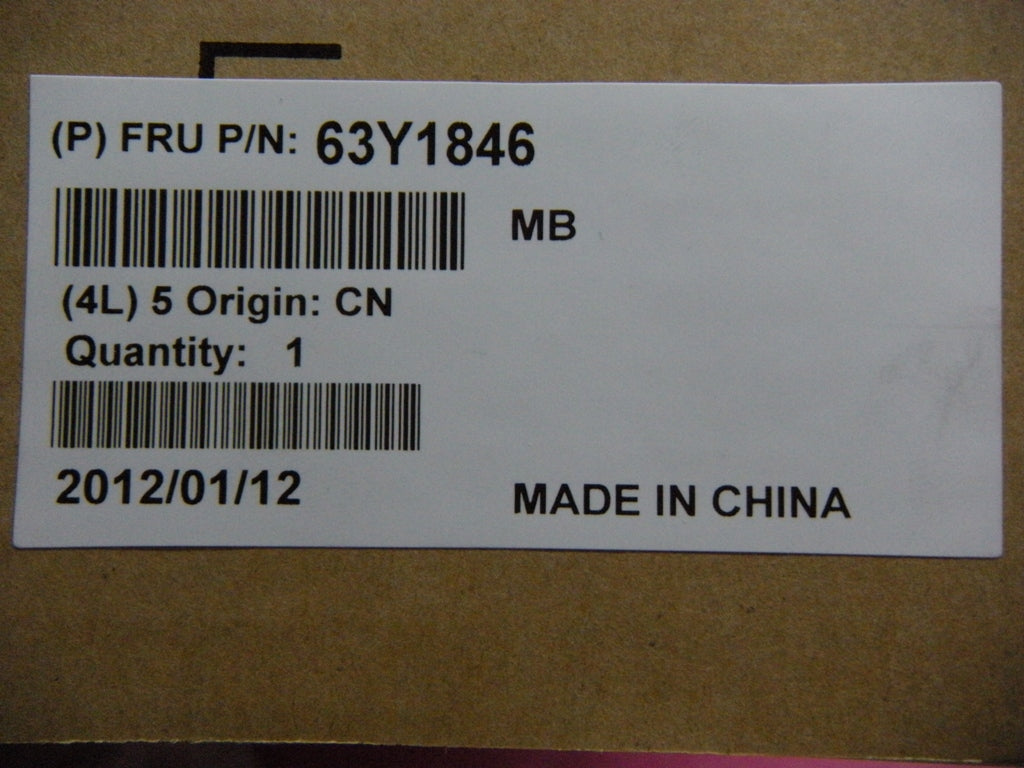 (P) FRU P/N: 63Y1846
MB
(4L) 5 Origin: CN
Quantity: 1
2012/01/12
MADE IN CHINA